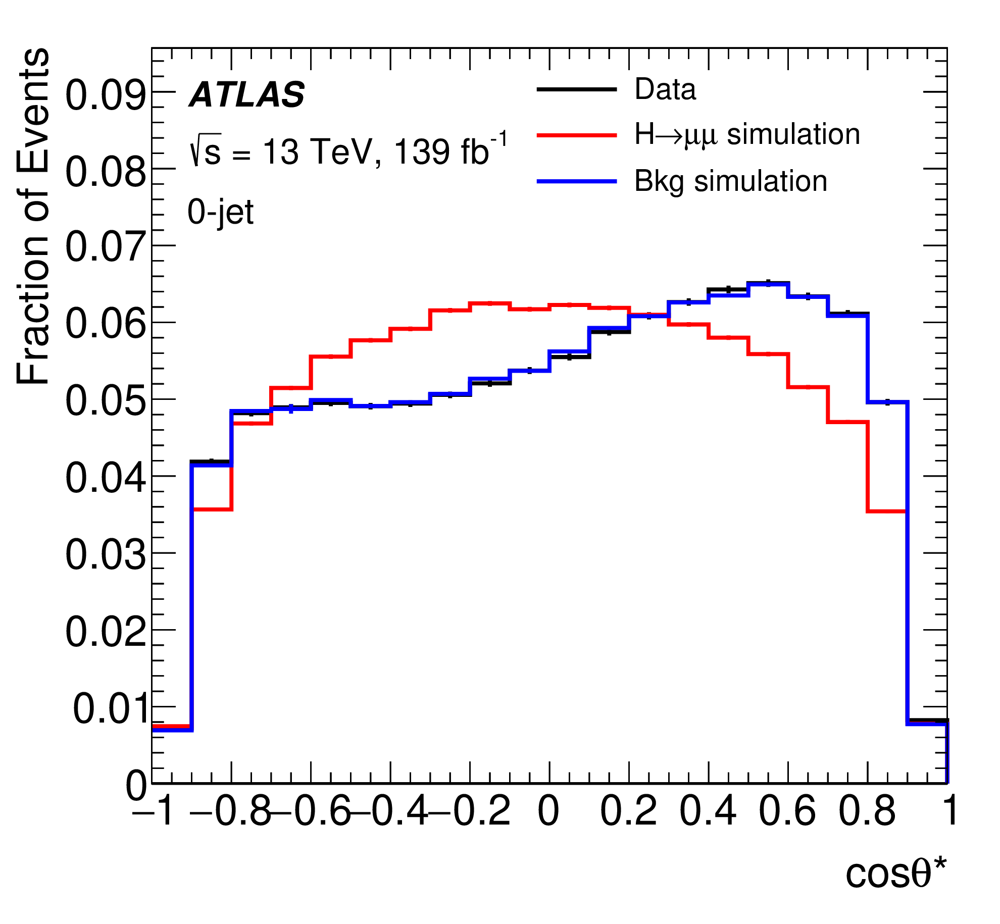 Fraction of Events
0.09
0.08
0.07
0.06
0.05
0.04
0.03
0.02
0.01
0
ATLAS
√s = 13 TeV, 139 fb⁻¹
0-jet
Data
H→μμ simulation
Bkg simulation
−1 −0.8 −0.6 −0.4 −0.2 0 0.2 0.4 0.6 0.8 1
cosθ*